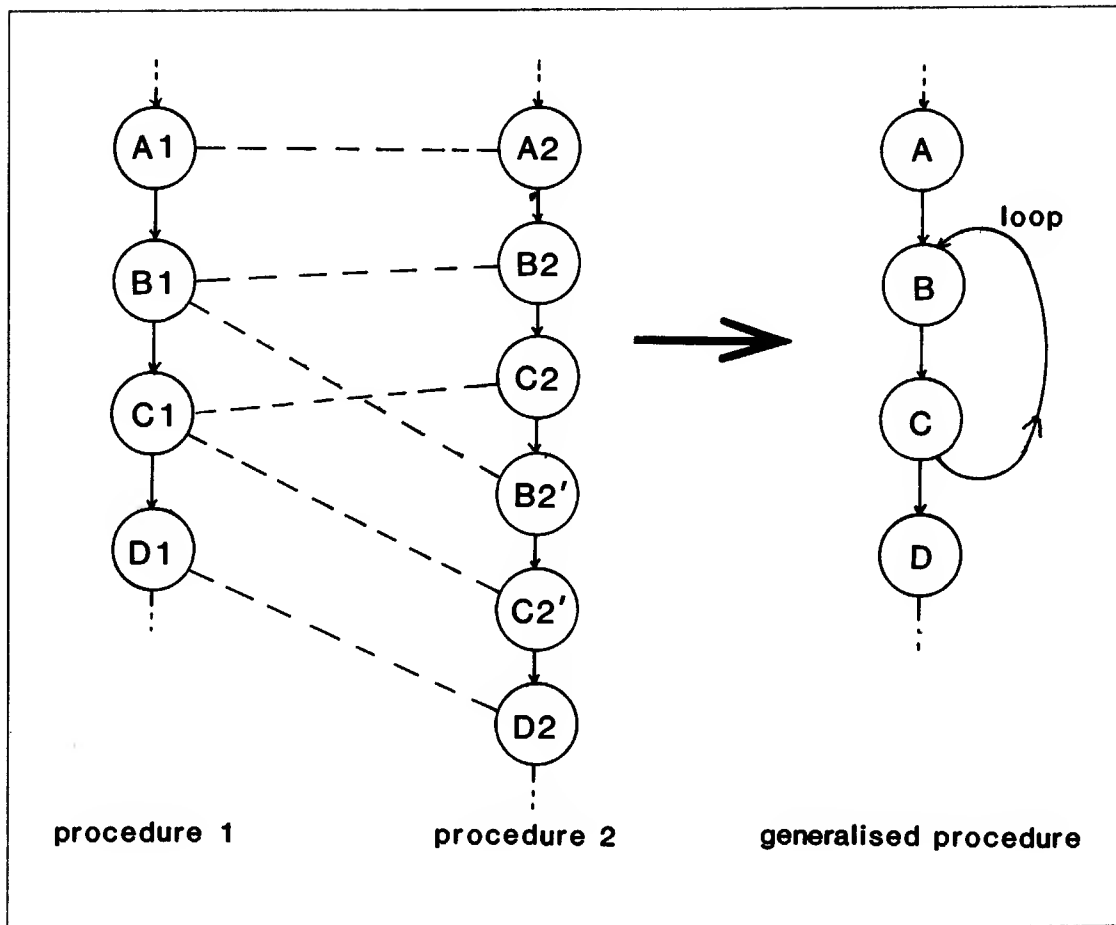 A1
B1
C1
D1
procedure 1
A2
B2
C2
B2′
C2′
D2
procedure 2
A
loop
B
C
D
generalised procedure